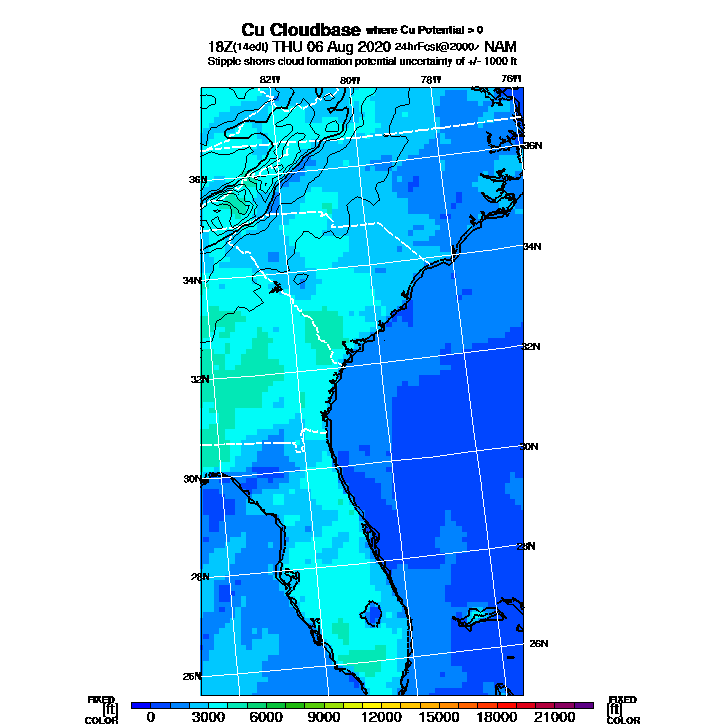 Cu Cloudbase where Cu Potential > 0
18Z(14edt) THU 06 Aug 2020 24hrFcst@2000z NAM
Stipple shows cloud formation potential uncertainty of +/- 1000 ft
82W 80W 78W 76W
36N 36N
34N 34N
32N 32N
30N 30N
28N 28N
26N 26N
FIXED FIXED
[ft] 0 3000 6000 9000 12000 15000 18000 21000 [ft]
COLOR COLOR